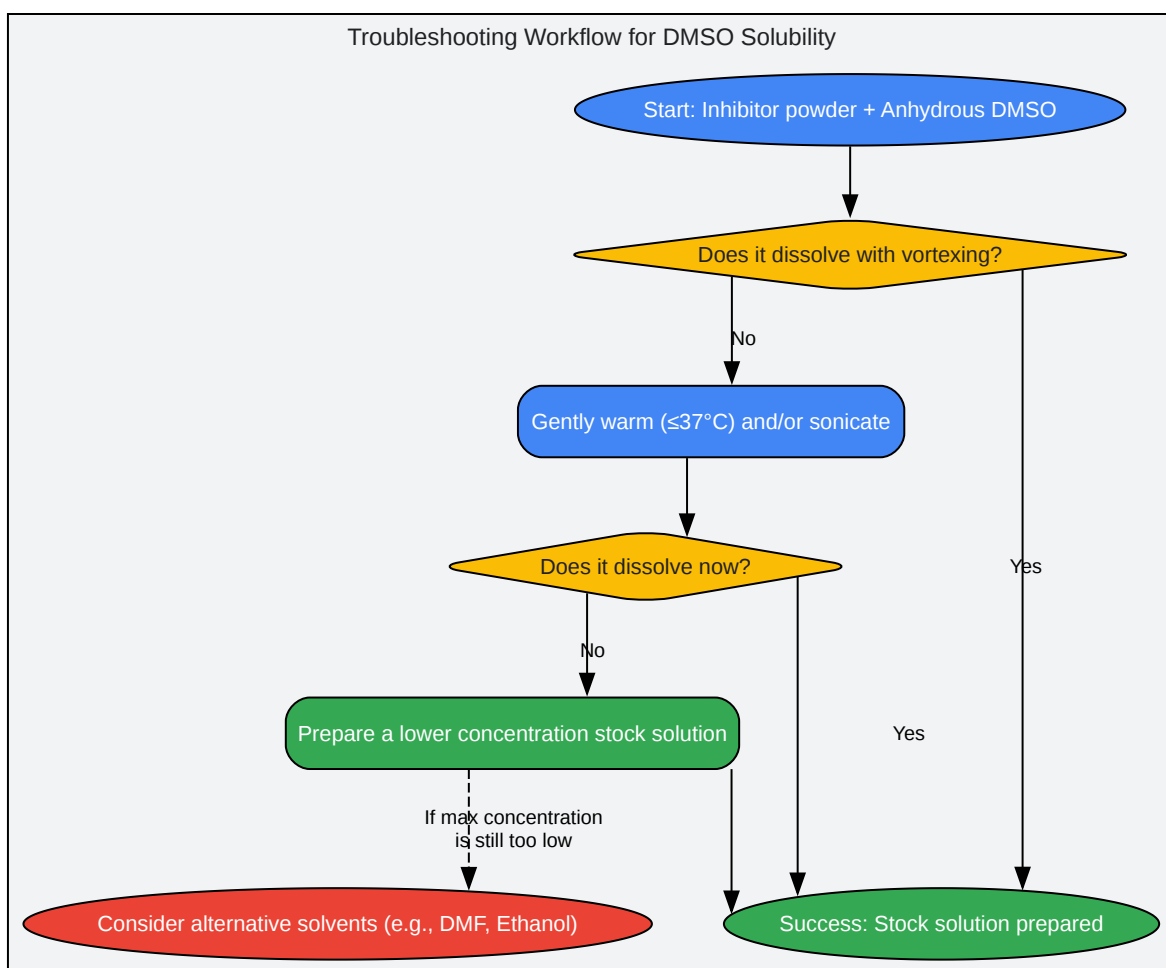 Troubleshooting Workflow for DMSO Solubility
Start: Inhibitor powder + Anhydrous DMSO
Does it dissolve with vortexing?
No
Gently warm (≤37°C) and/or sonicate
Does it dissolve now?
Yes
No
Prepare a lower concentration stock solution
Yes
If max concentration
is still too low
Consider alternative solvents (e.g., DMF, Ethanol)
Success: Stock solution prepared